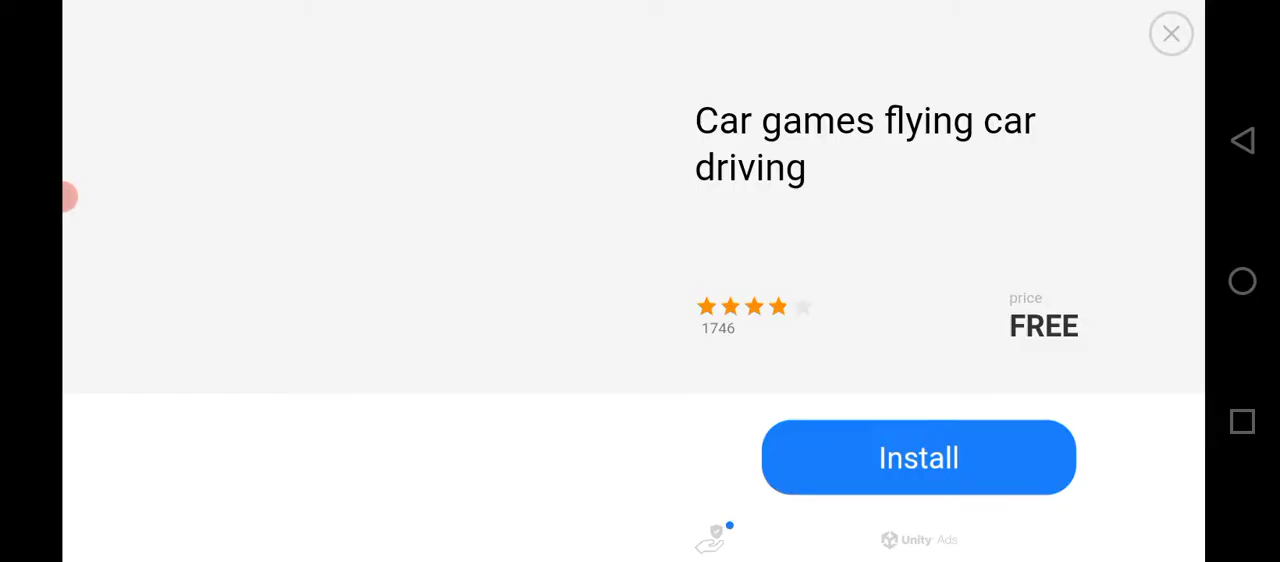 Car games flying car
driving
1746
price
FREE
Install
Unity Ads